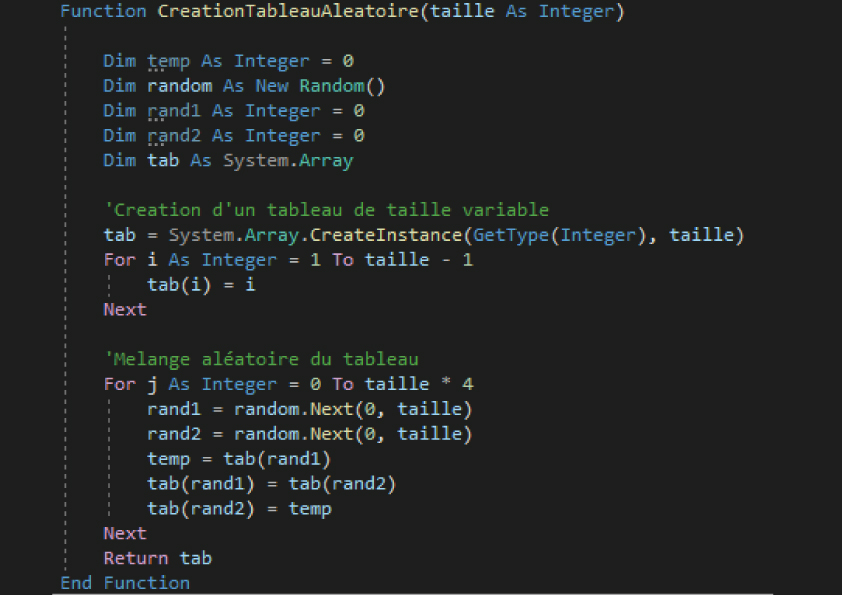 Function CreationTableauAleatoire(taille As Integer)
Dim temp As Integer = 0
Dim random As New Random()
Dim rand1 As Integer = 0
Dim rand2 As Integer = 0
Dim tab As System.Array
'Creation d'un tableau de taille variable
tab = System.Array.CreateInstance(GetType(Integer), taille)
For i As Integer = 1 To taille - 1
tab(i) = i
Next
'Melange aléatoire du tableau
For j As Integer = 0 To taille * 4
rand1 = random.Next(0, taille)
rand2 = random.Next(0, taille)
temp = tab(rand1)
tab(rand1) = tab(rand2)
tab(rand2) = temp
Next
Return tab
End Function